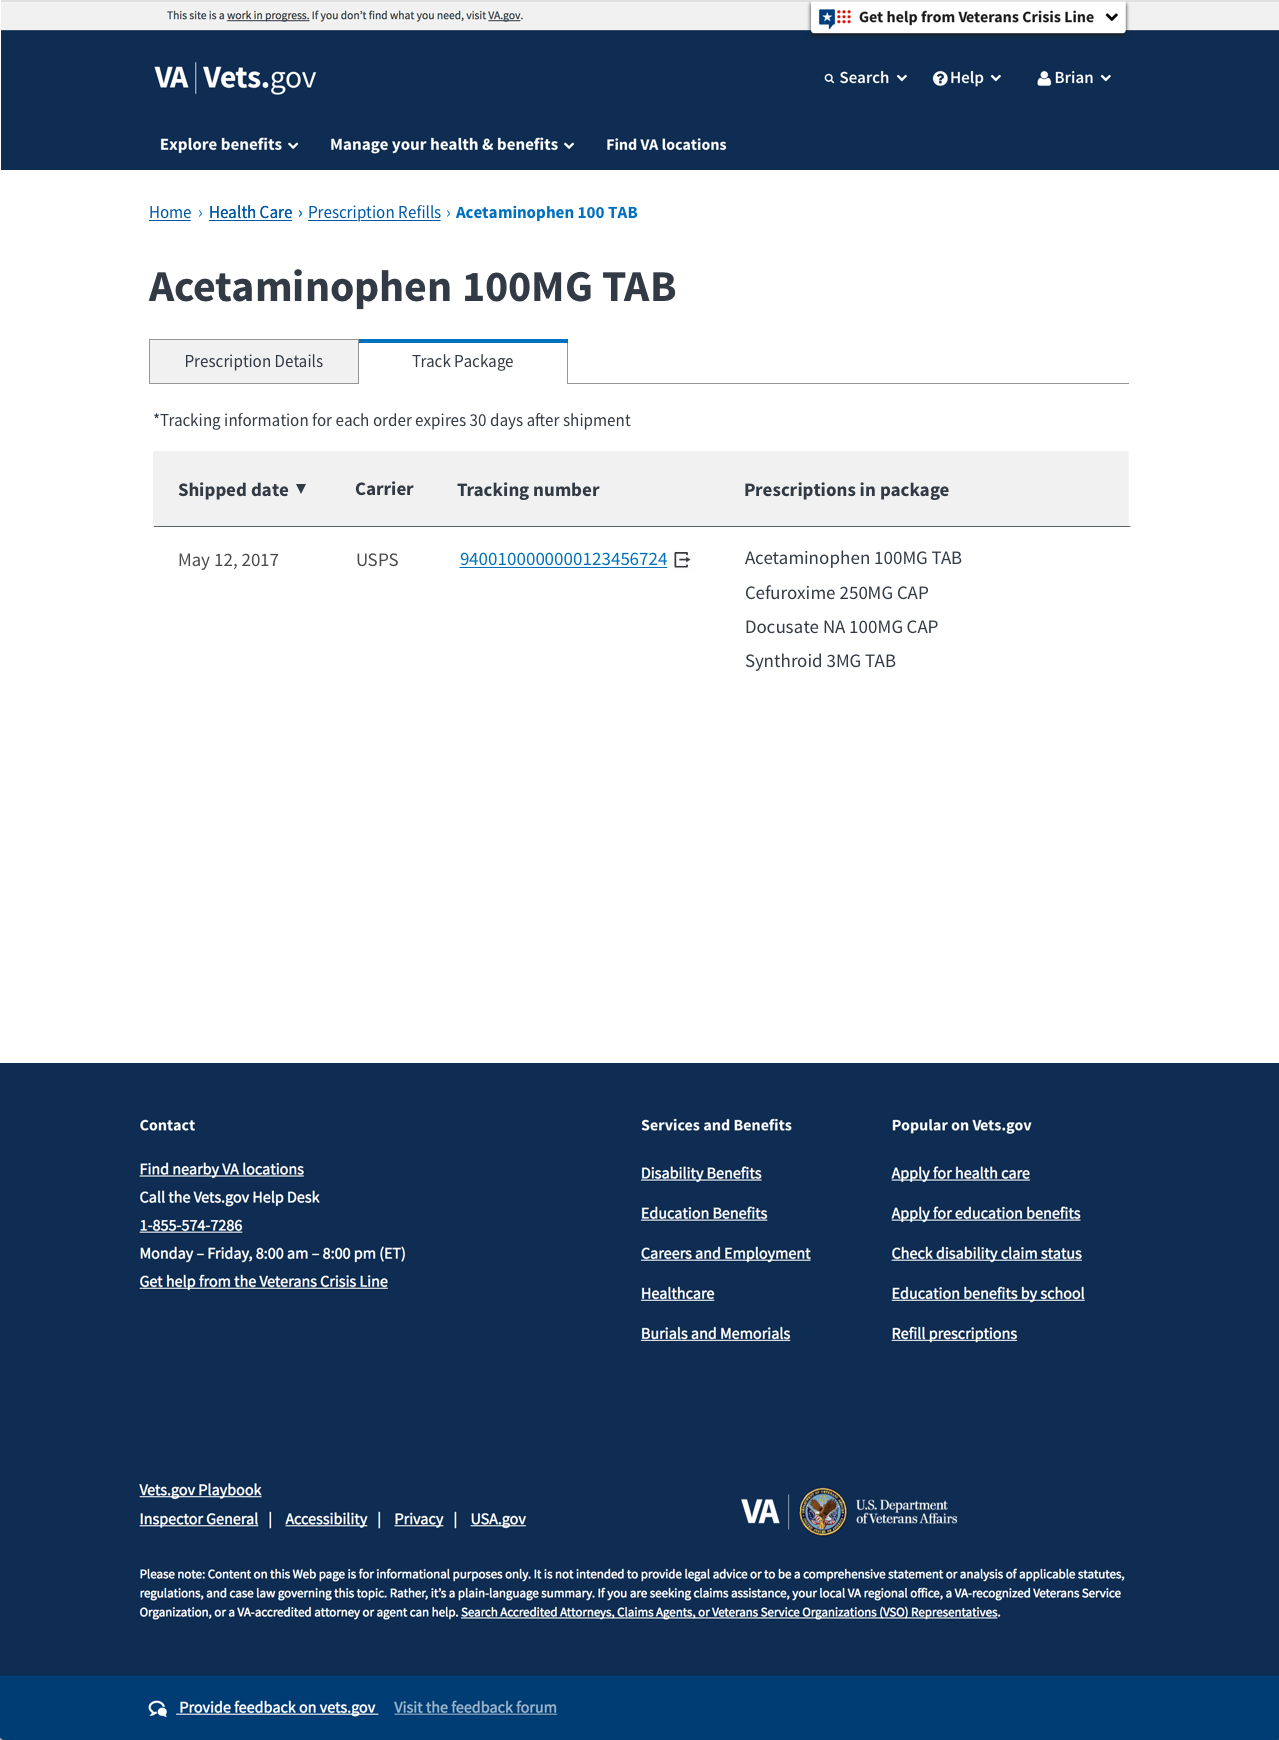 This site is a work in progress. If you don't find what you need, visit VA.gov.
Get help from Veterans Crisis Line
VA | Vets.gov
Search
Help
Brian
Explore benefits
Manage your health & benefits
Find VA locations
Home › Health Care › Prescription Refills › Acetaminophen 100 TAB
Acetaminophen 100MG TAB
Prescription Details
Track Package
*Tracking information for each order expires 30 days after shipment
Shipped date ▼
Carrier
Tracking number
Prescriptions in package
May 12, 2017
USPS
9400100000000123456724
Acetaminophen 100MG TAB
Cefuroxime 250MG CAP
Docusate NA 100MG CAP
Synthroid 3MG TAB
Contact
Find nearby VA locations
Call the Vets.gov Help Desk
1-855-574-7286
Monday – Friday, 8:00 am – 8:00 pm (ET)
Get help from the Veterans Crisis Line
Services and Benefits
Disability Benefits
Education Benefits
Careers and Employment
Healthcare
Burials and Memorials
Popular on Vets.gov
Apply for health care
Apply for education benefits
Check disability claim status
Education benefits by school
Refill prescriptions
Vets.gov Playbook
Inspector General | Accessibility | Privacy | USA.gov
VA
U.S. Department
of Veterans Affairs
Please note: Content on this Web page is for informational purposes only. It is not intended to provide legal advice or to be a comprehensive statement or analysis of applicable statutes,
regulations, and case law governing this topic. Rather, it's a plain-language summary. If you are seeking claims assistance, your local VA regional office, a VA-recognized Veterans Service
Organization, or a VA-accredited attorney or agent can help. Search Accredited Attorneys, Claims Agents, or Veterans Service Organizations (VSO) Representatives.
Provide feedback on vets.gov
Visit the feedback forum